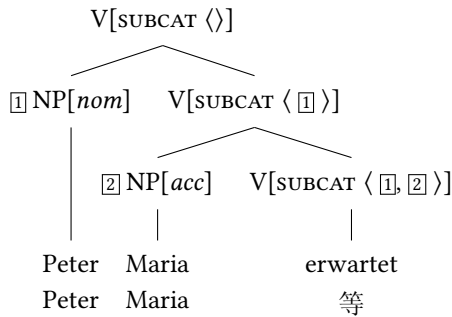 V[SUBCAT ⟨⟩]
1 NP[nom] V[SUBCAT ⟨ 1 ⟩]
2 NP[acc] V[SUBCAT ⟨ 1, 2 ⟩]
Peter Maria erwartet
Peter Maria 等